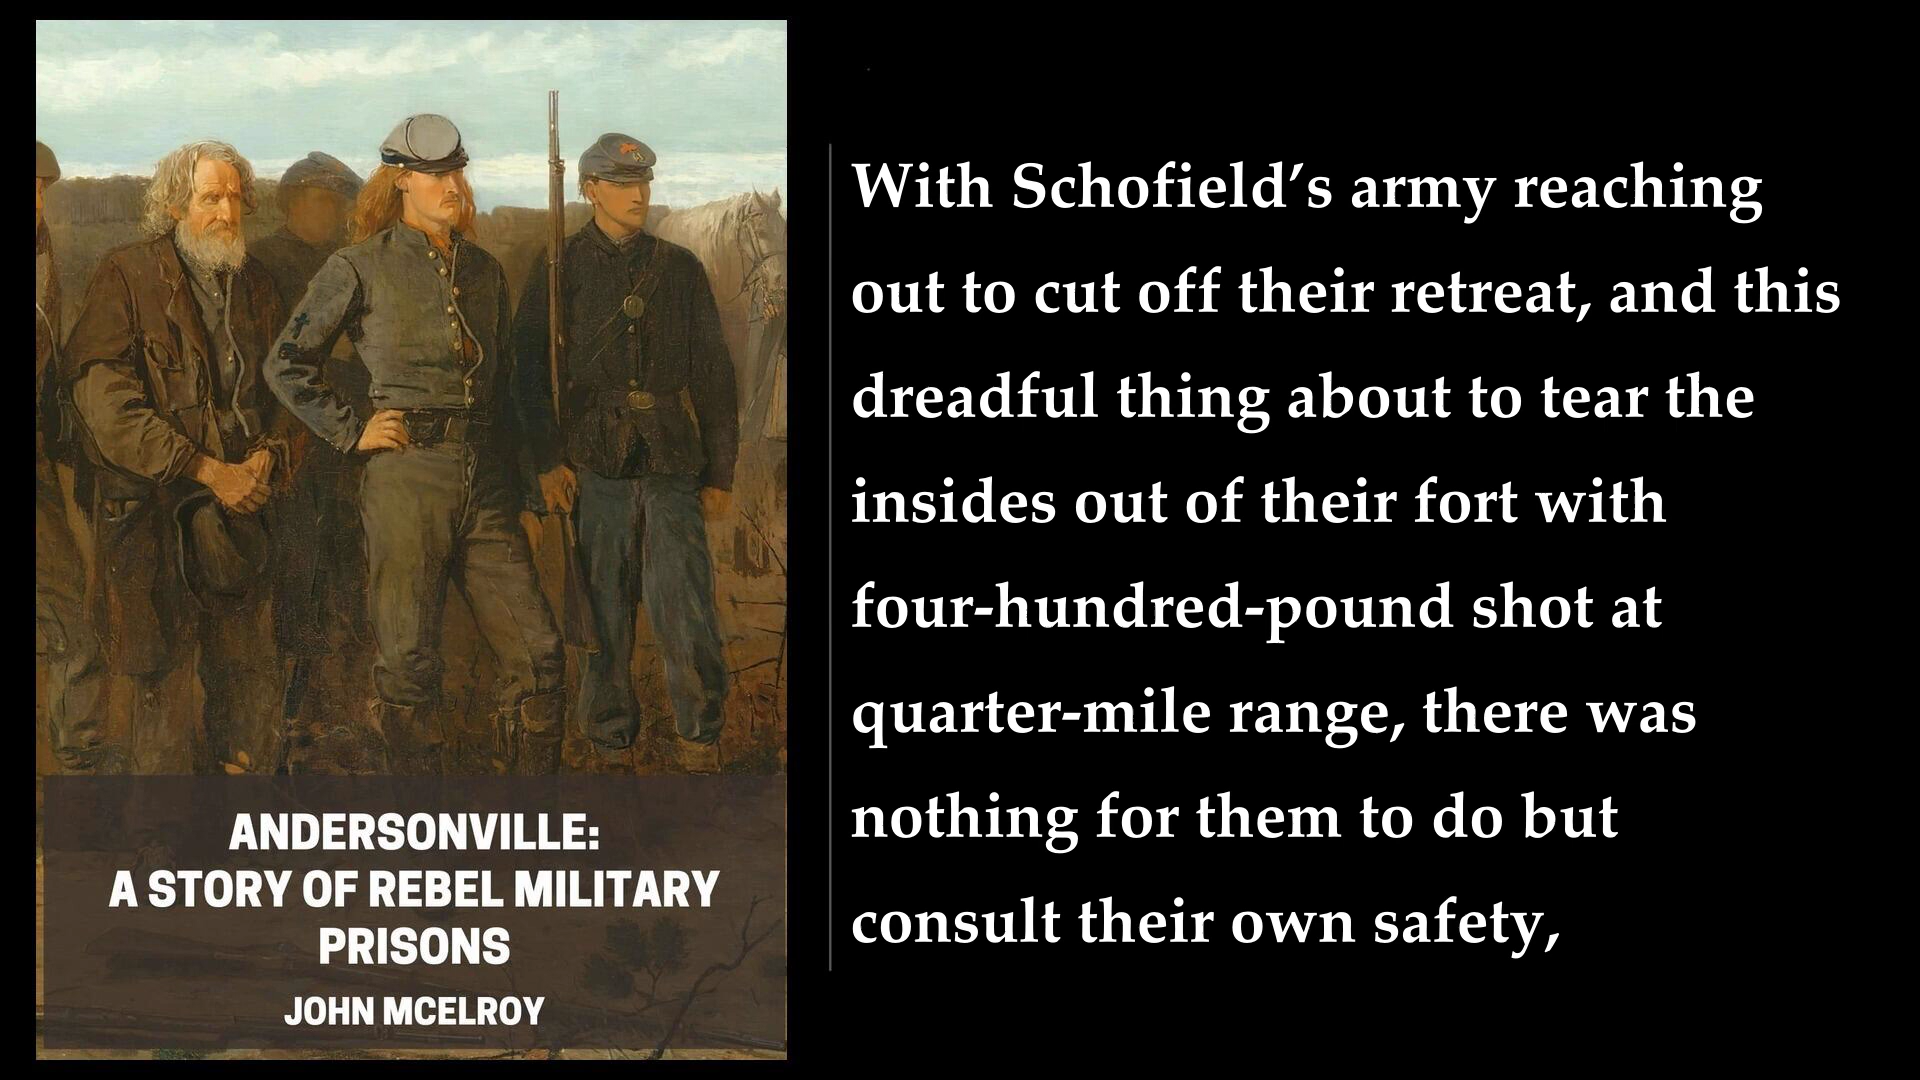 ANDERSONVILLE:
A STORY OF REBEL MILITARY
PRISONS
JOHN MCELROY
With Schofield’s army reaching
out to cut off their retreat, and this
dreadful thing about to tear the
insides out of their fort with
four-hundred-pound shot at
quarter-mile range, there was
nothing for them to do but
consult their own safety,